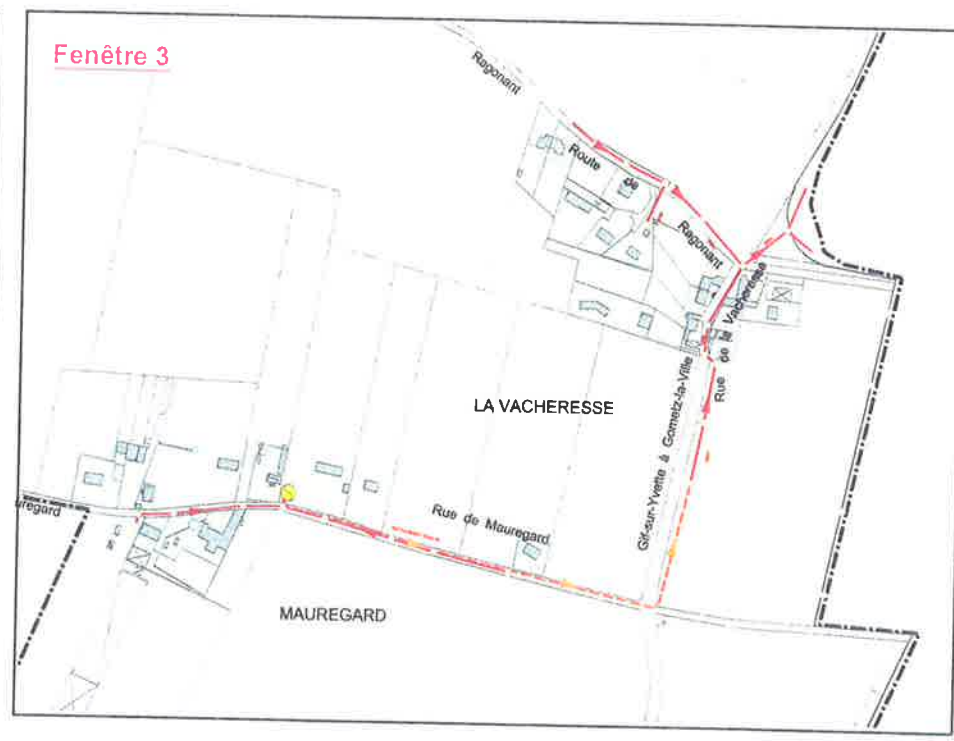 Fenêtre 3
Ragonant
Route de Ragonant
Rue de la Vacheresse
Gif-sur-Yvette à Gometz-la-Ville
LA VACHERESSE
Rue de Mauregard
uregard
MAUREGARD